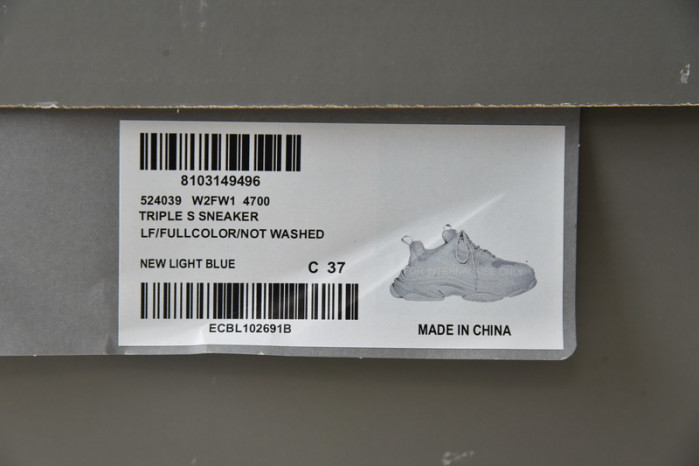 8103149496
524039 W2FW1 4700
TRIPLE S SNEAKER
LF/FULLCOLOR/NOT WASHED
NEW LIGHT BLUE C 37
ECBL102691B
MADE IN CHINA